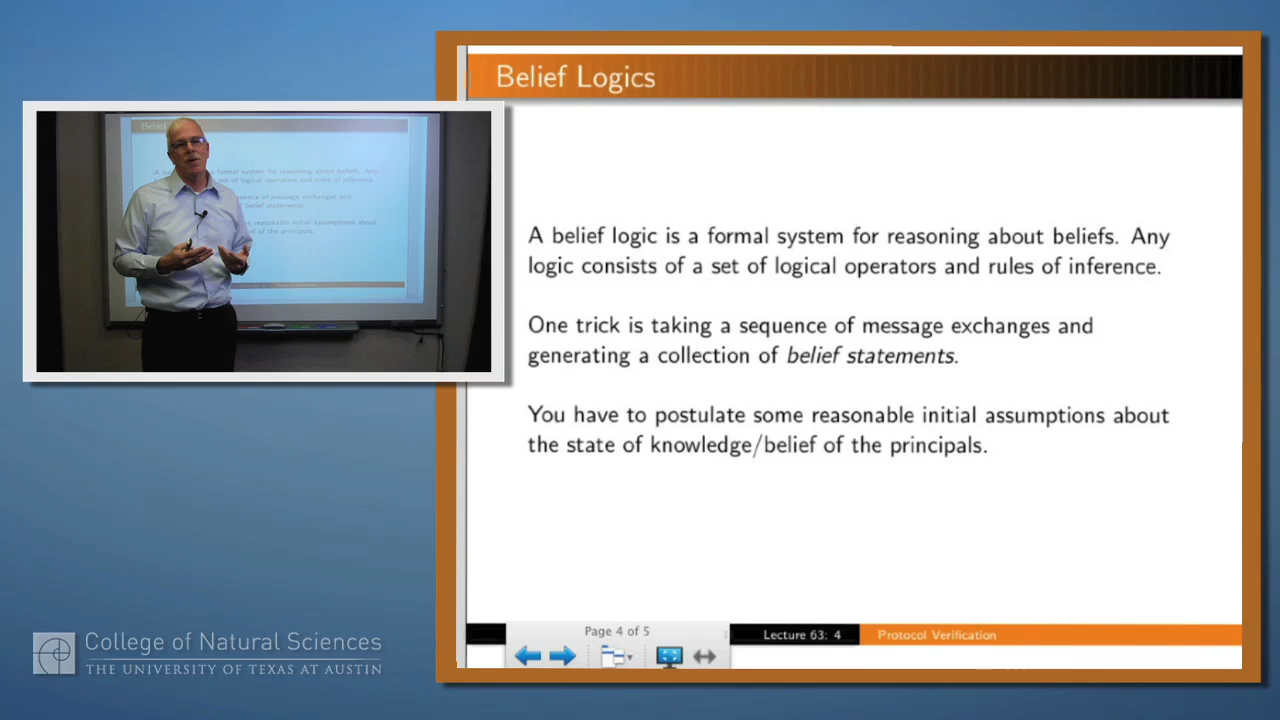 Belief Logics
A belief logic is a formal system for reasoning about beliefs. Any
logic consists of a set of logical operators and rules of inference.
One trick is taking a sequence of message exchanges and
generating a collection of belief statements.
You have to postulate some reasonable initial assumptions about
the state of knowledge/belief of the principals.
Page 4 of 5
Lecture 63: 4
Protocol Verification
College of Natural Sciences
THE UNIVERSITY OF TEXAS AT AUSTIN